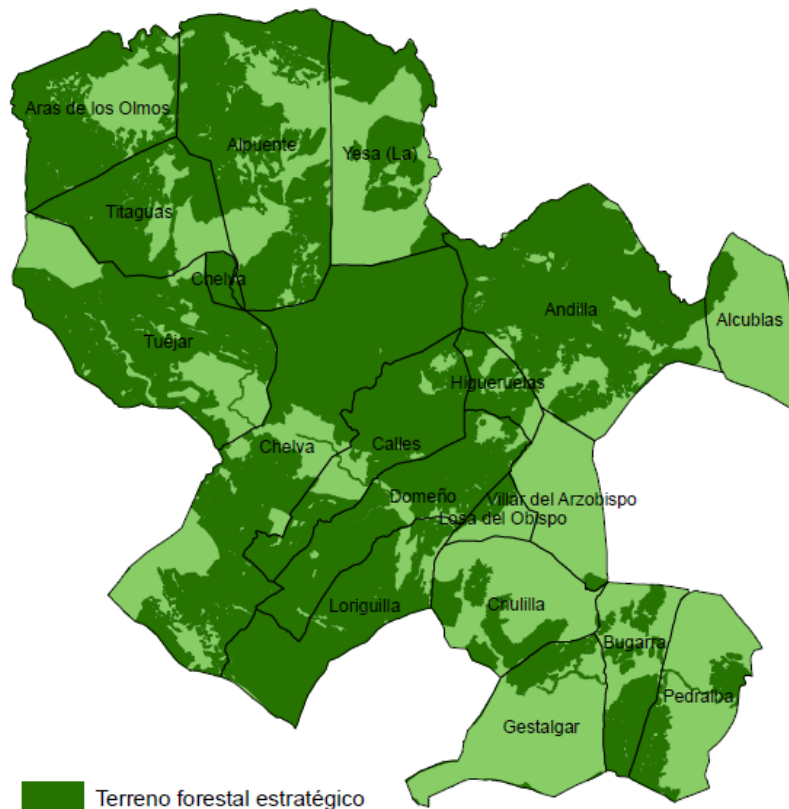 Aras de los Olmos
Alpuente
Yesa (La)
Titaguas
Chelva
Andilla
Alcublas
Tuéjar
Higueruelas
Chelva
Calles
Domeño
Villar del Arzobispo
Losa del Obispo
Loriguilla
Chulilla
Bugarra
Pedralba
Gestalgar
Terreno forestal estratégico